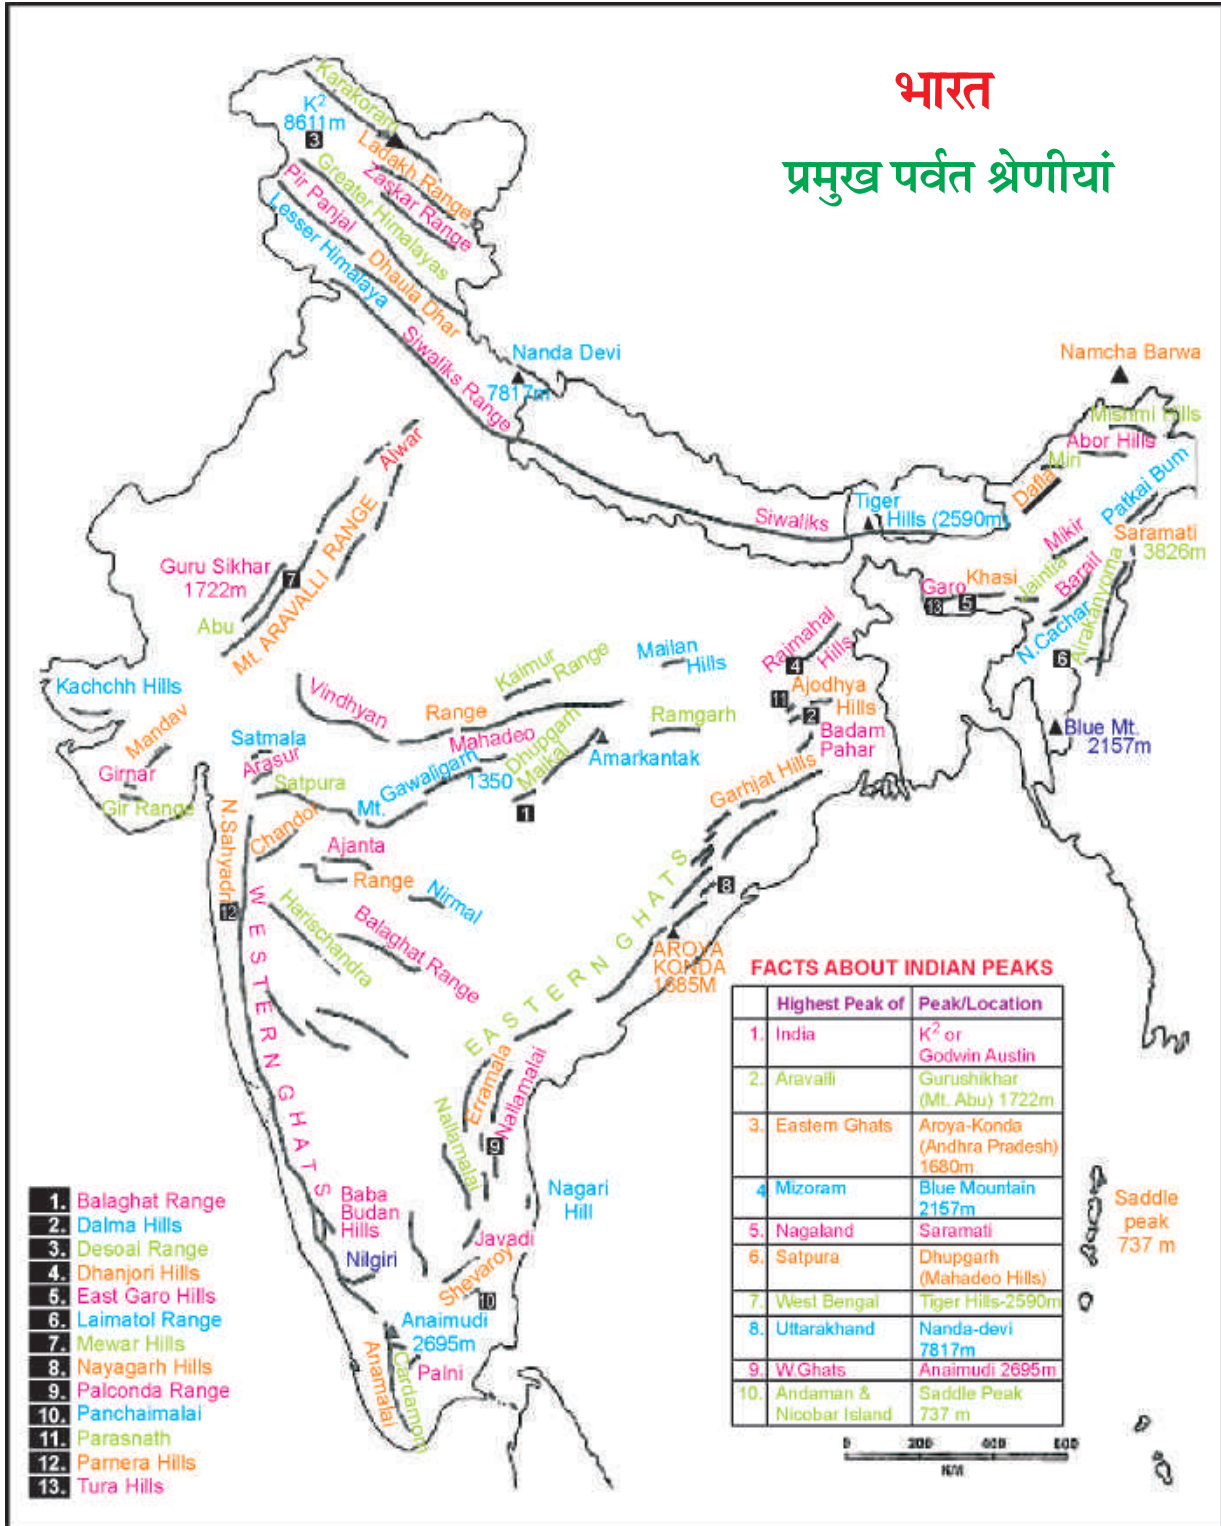 भारत
प्रमुख पर्वत श्रेणीयां
Karakoram
K²
8611m
3
Ladakh Range
Zaskar Range
Greater Himalayas
Pir Panjal
Lesser Himalaya
Dhaula Dhar
Siwaliks Range
Nanda Devi
7817m
Namcha Barwa
Mishmi Hills
Abor Hills
Miri
Dafla
Patkai Bum
Tiger
Hills (2590m)
Siwaliks
Saramati
3826m
Mikir
Jaintia
Barail
Garo
Khasi
13
5
N.Cachar
Alrakanyoma
6
Blue Mt.
2157m
Alwar
Mt. ARAVALLI RANGE
Guru Sikhar
1722m
7
Abu
Kachchh Hills
Mandav
Girnar
Gir Range
Vindhyan
Range
Kaimur
Range
Mailan
Hills
Rajmahal
Hills
4
Ajodhya
Hills
11
2
Badam
Pahar
Ramgarh
Satmala
Arasur
Satpura
Mahadeo
Mt.
Gawaligarh
1350
Dhupgarh
Maikal
Amarkantak
1
Garhjat Hills
N.Sahyadri
Chandor
Ajanta
Range
Nirmal
8
12
WESTERN GHATS
Harischandra
Balaghat Range
EASTERN GHATS
AROYA
KONDA
1685M
Erramala
Nallamalai
Nallamalai
9
Nagari
Hill
Baba
Budan
Hills
Javadi
Nilgiri
Shevaroy
10
Anaimudi
2695m
Anamalai
Cardamom
Palni
Saddle
peak
737 m
FACTS ABOUT INDIAN PEAKS
Highest Peak of Peak/Location
1. India K² or
Godwin Austin
2. Aravalli Gurushikhar
(Mt. Abu) 1722m
3. Eastern Ghats Aroya-Konda
(Andhra Pradesh)
1680m
4 Mizoram Blue Mountain
2157m
5. Nagaland Saramati
6. Satpura Dhupgarh
(Mahadeo Hills)
7. West Bengal Tiger Hills-2590m
8. Uttarakhand Nanda-devi
7817m
9. W.Ghats Anaimudi 2695m
10. Andaman & Saddle Peak
Nicobar Island 737 m
0 200 400 600
KM
1. Balaghat Range
2. Dalma Hills
3. Desoai Range
4. Dhanjori Hills
5. East Garo Hills
6. Laimatol Range
7. Mewar Hills
8. Nayagarh Hills
9. Palconda Range
10. Panchaimalai
11. Parasnath
12. Parnera Hills
13. Tura Hills